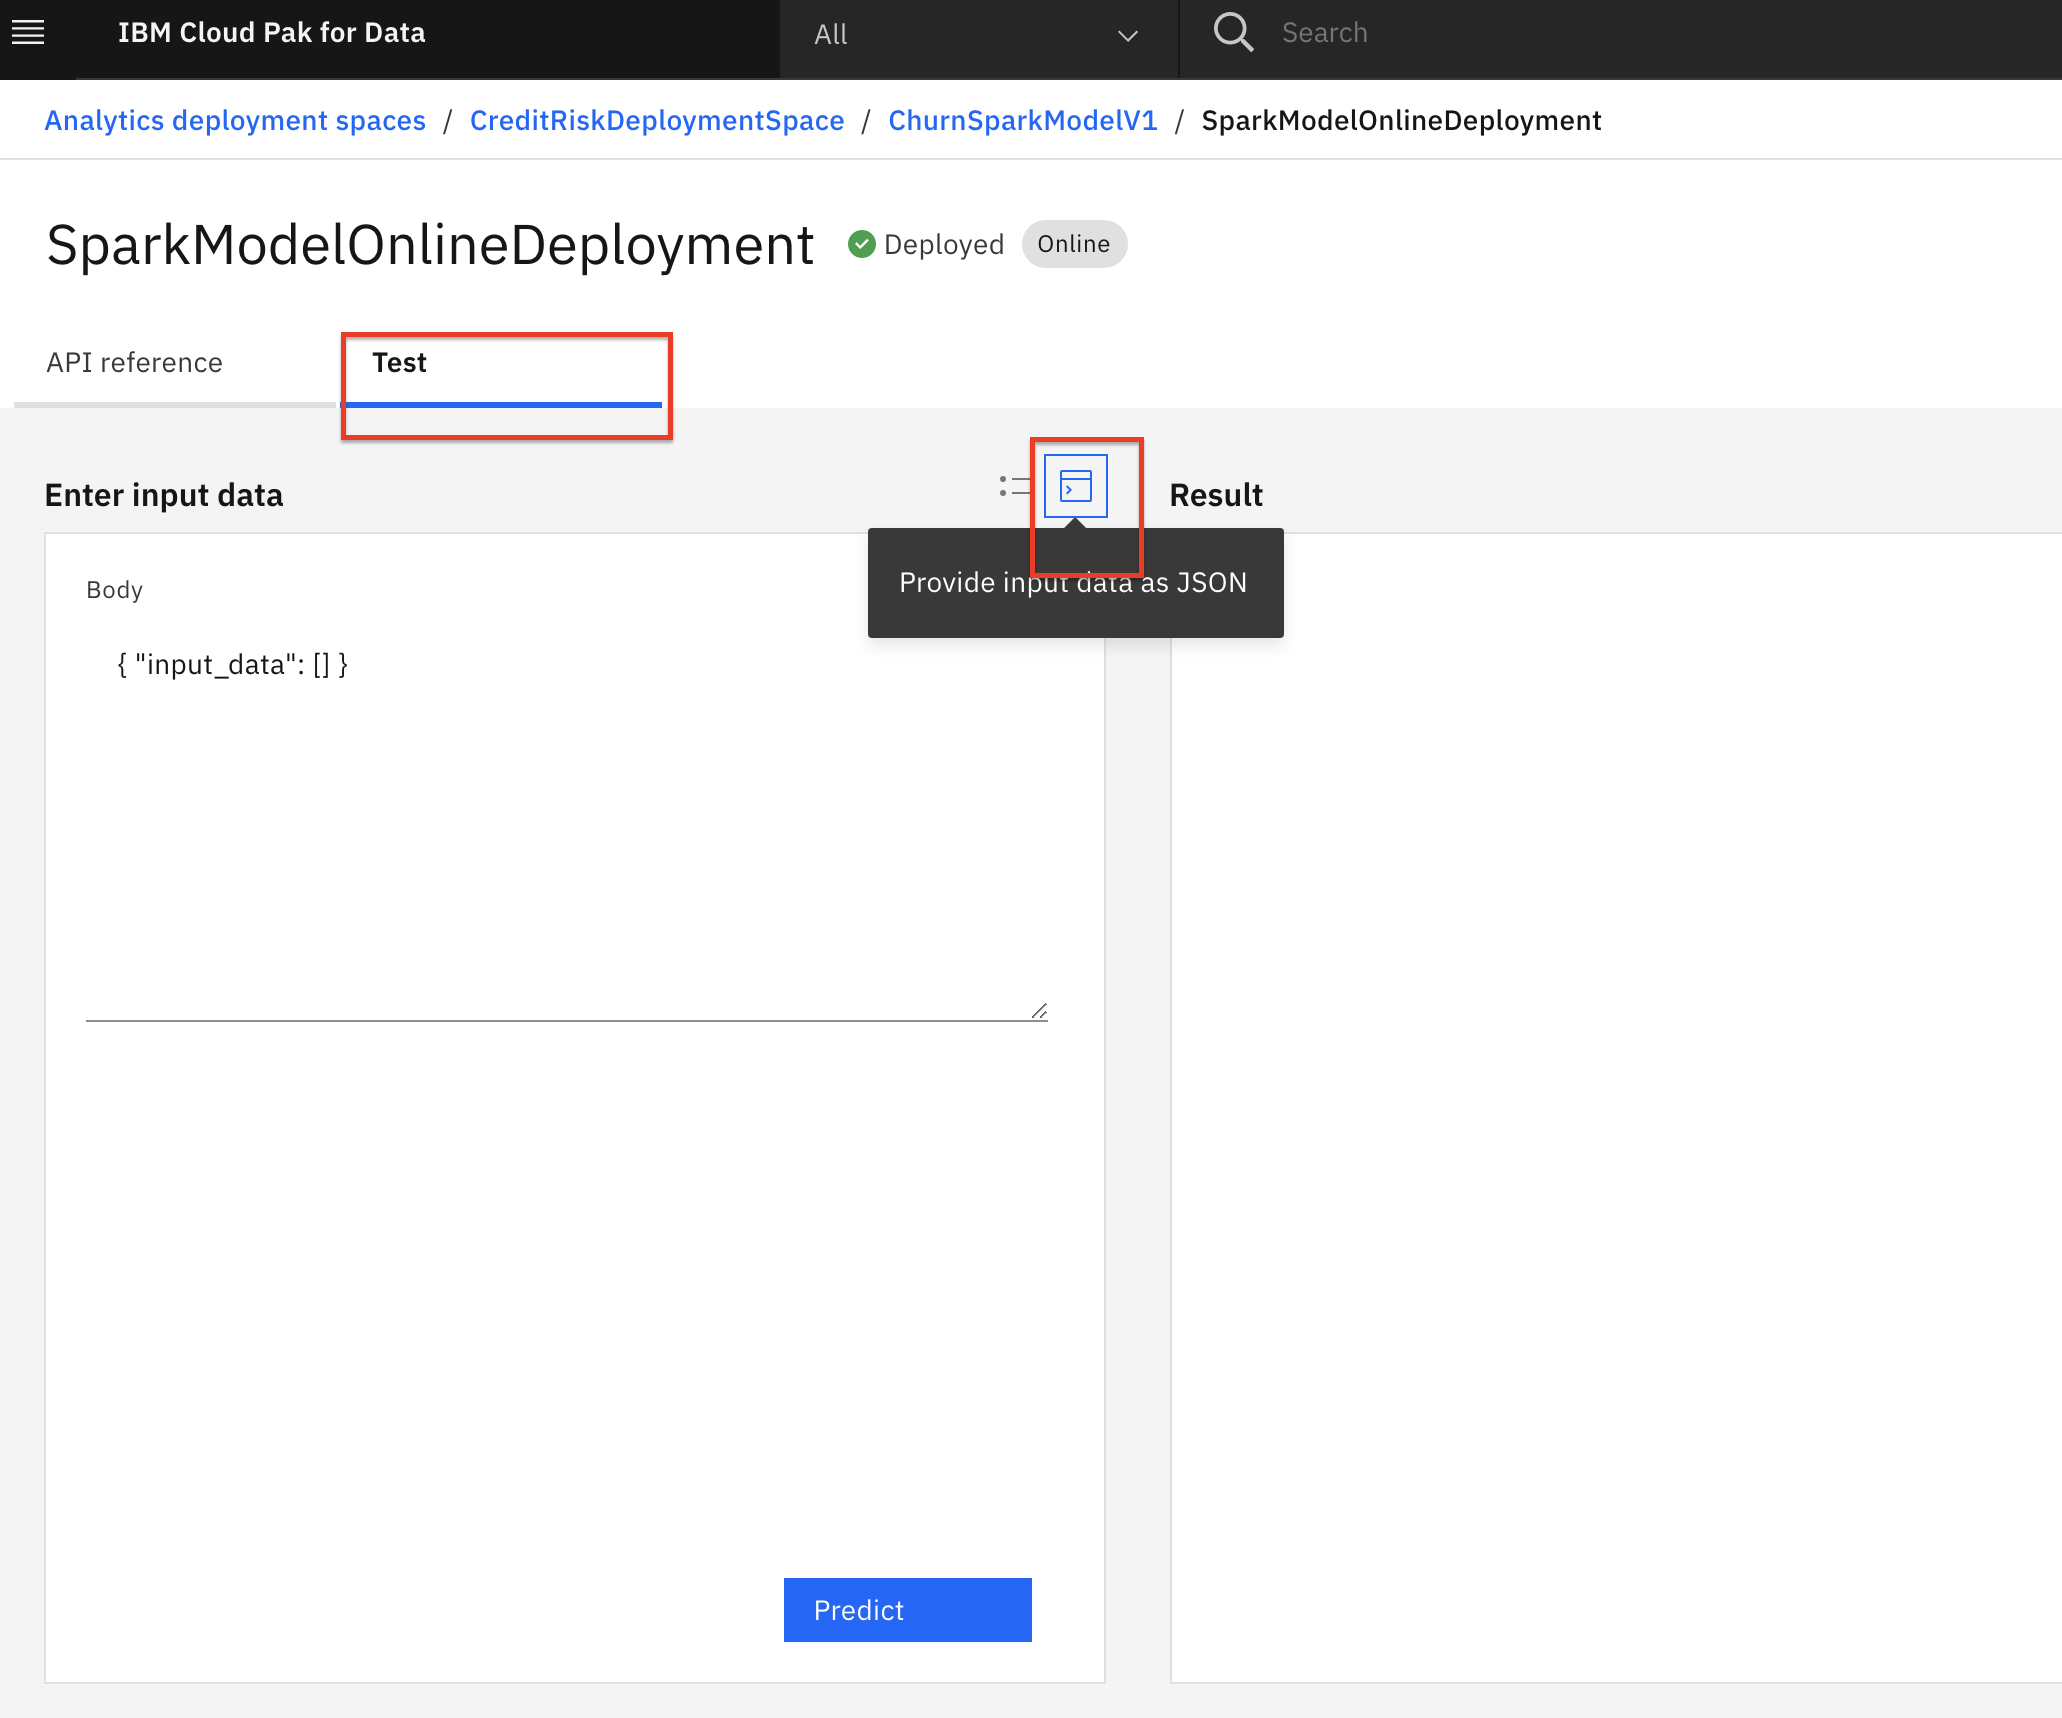 IBM Cloud Pak for Data
All
Search
Analytics deployment spaces / CreditRiskDeploymentSpace / ChurnSparkModelV1 / SparkModelOnlineDeployment
SparkModelOnlineDeployment
Deployed
Online
API reference
Test
Enter input data
Result
Provide input data as JSON
Body
{ "input_data": [] }
Predict